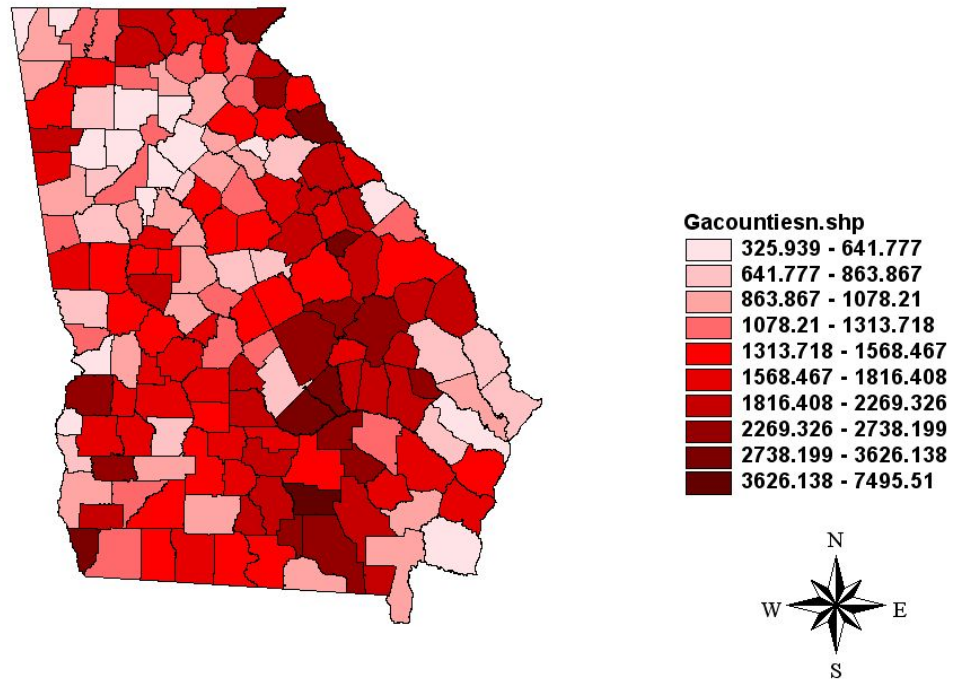 Gacountiesn.shp
325.939 - 641.777
641.777 - 863.867
863.867 - 1078.21
1078.21 - 1313.718
1313.718 - 1568.467
1568.467 - 1816.408
1816.408 - 2269.326
2269.326 - 2738.199
2738.199 - 3626.138
3626.138 - 7495.51
N
W E
S